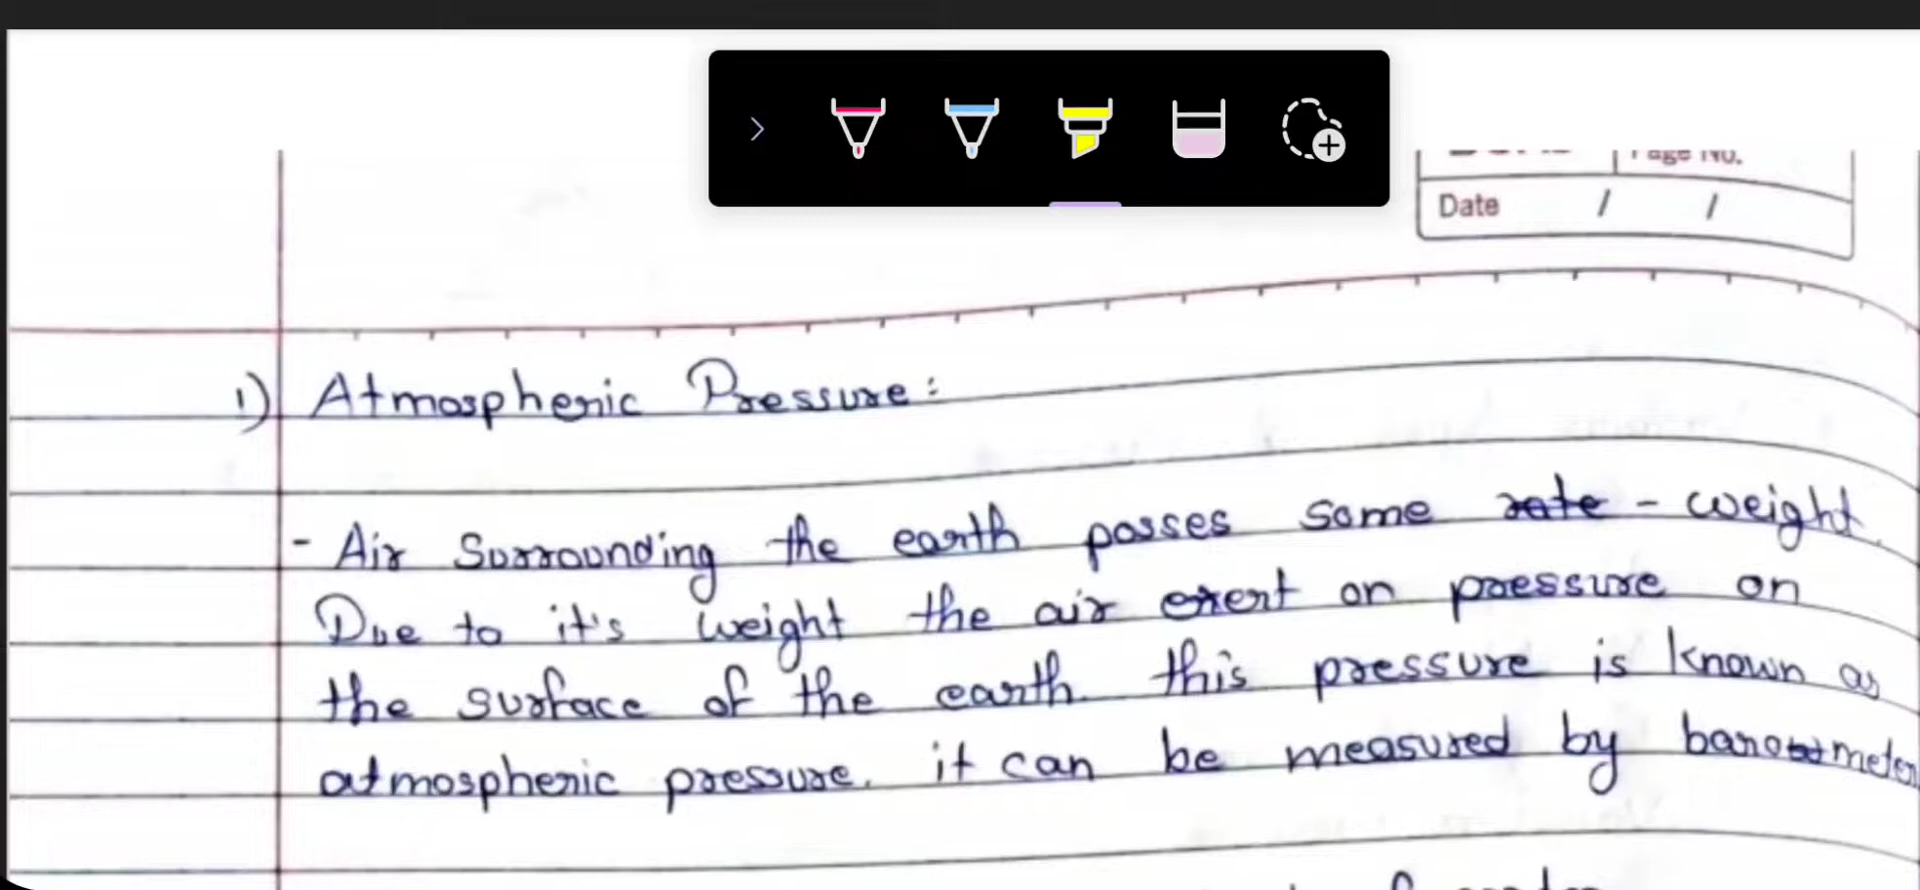 Page No.
Date / /
1) Atmospheric Pressure:
- Air Surrounding the earth posses some rate - weight.
Due to it's weight the air exert on pressure on
the surface of the earth. this pressure is known as
atmospheric pressure. it can be measured by barometer